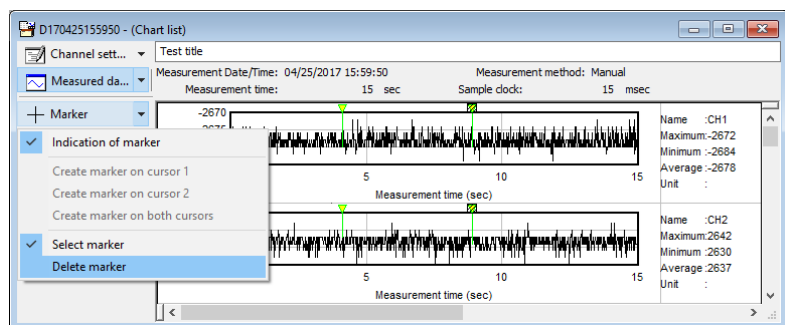 D170425155950 - (Chart list)
Channel sett...
Test title
Measured da...
Measurement Date/Time: 04/25/2017 15:59:50 Measurement method: Manual
Measurement time: 15 sec Sample clock: 15 msec
Marker
Indication of marker
Create marker on cursor 1
Create marker on cursor 2
Create marker on both cursors
Select marker
Delete marker
-2670
5 10 15
Measurement time (sec)
Name :CH1
Maximum:-2672
Minimum :-2684
Average :-2678
Unit :
5 10 15
Measurement time (sec)
Name :CH2
Maximum:2642
Minimum :2630
Average :2637
Unit :